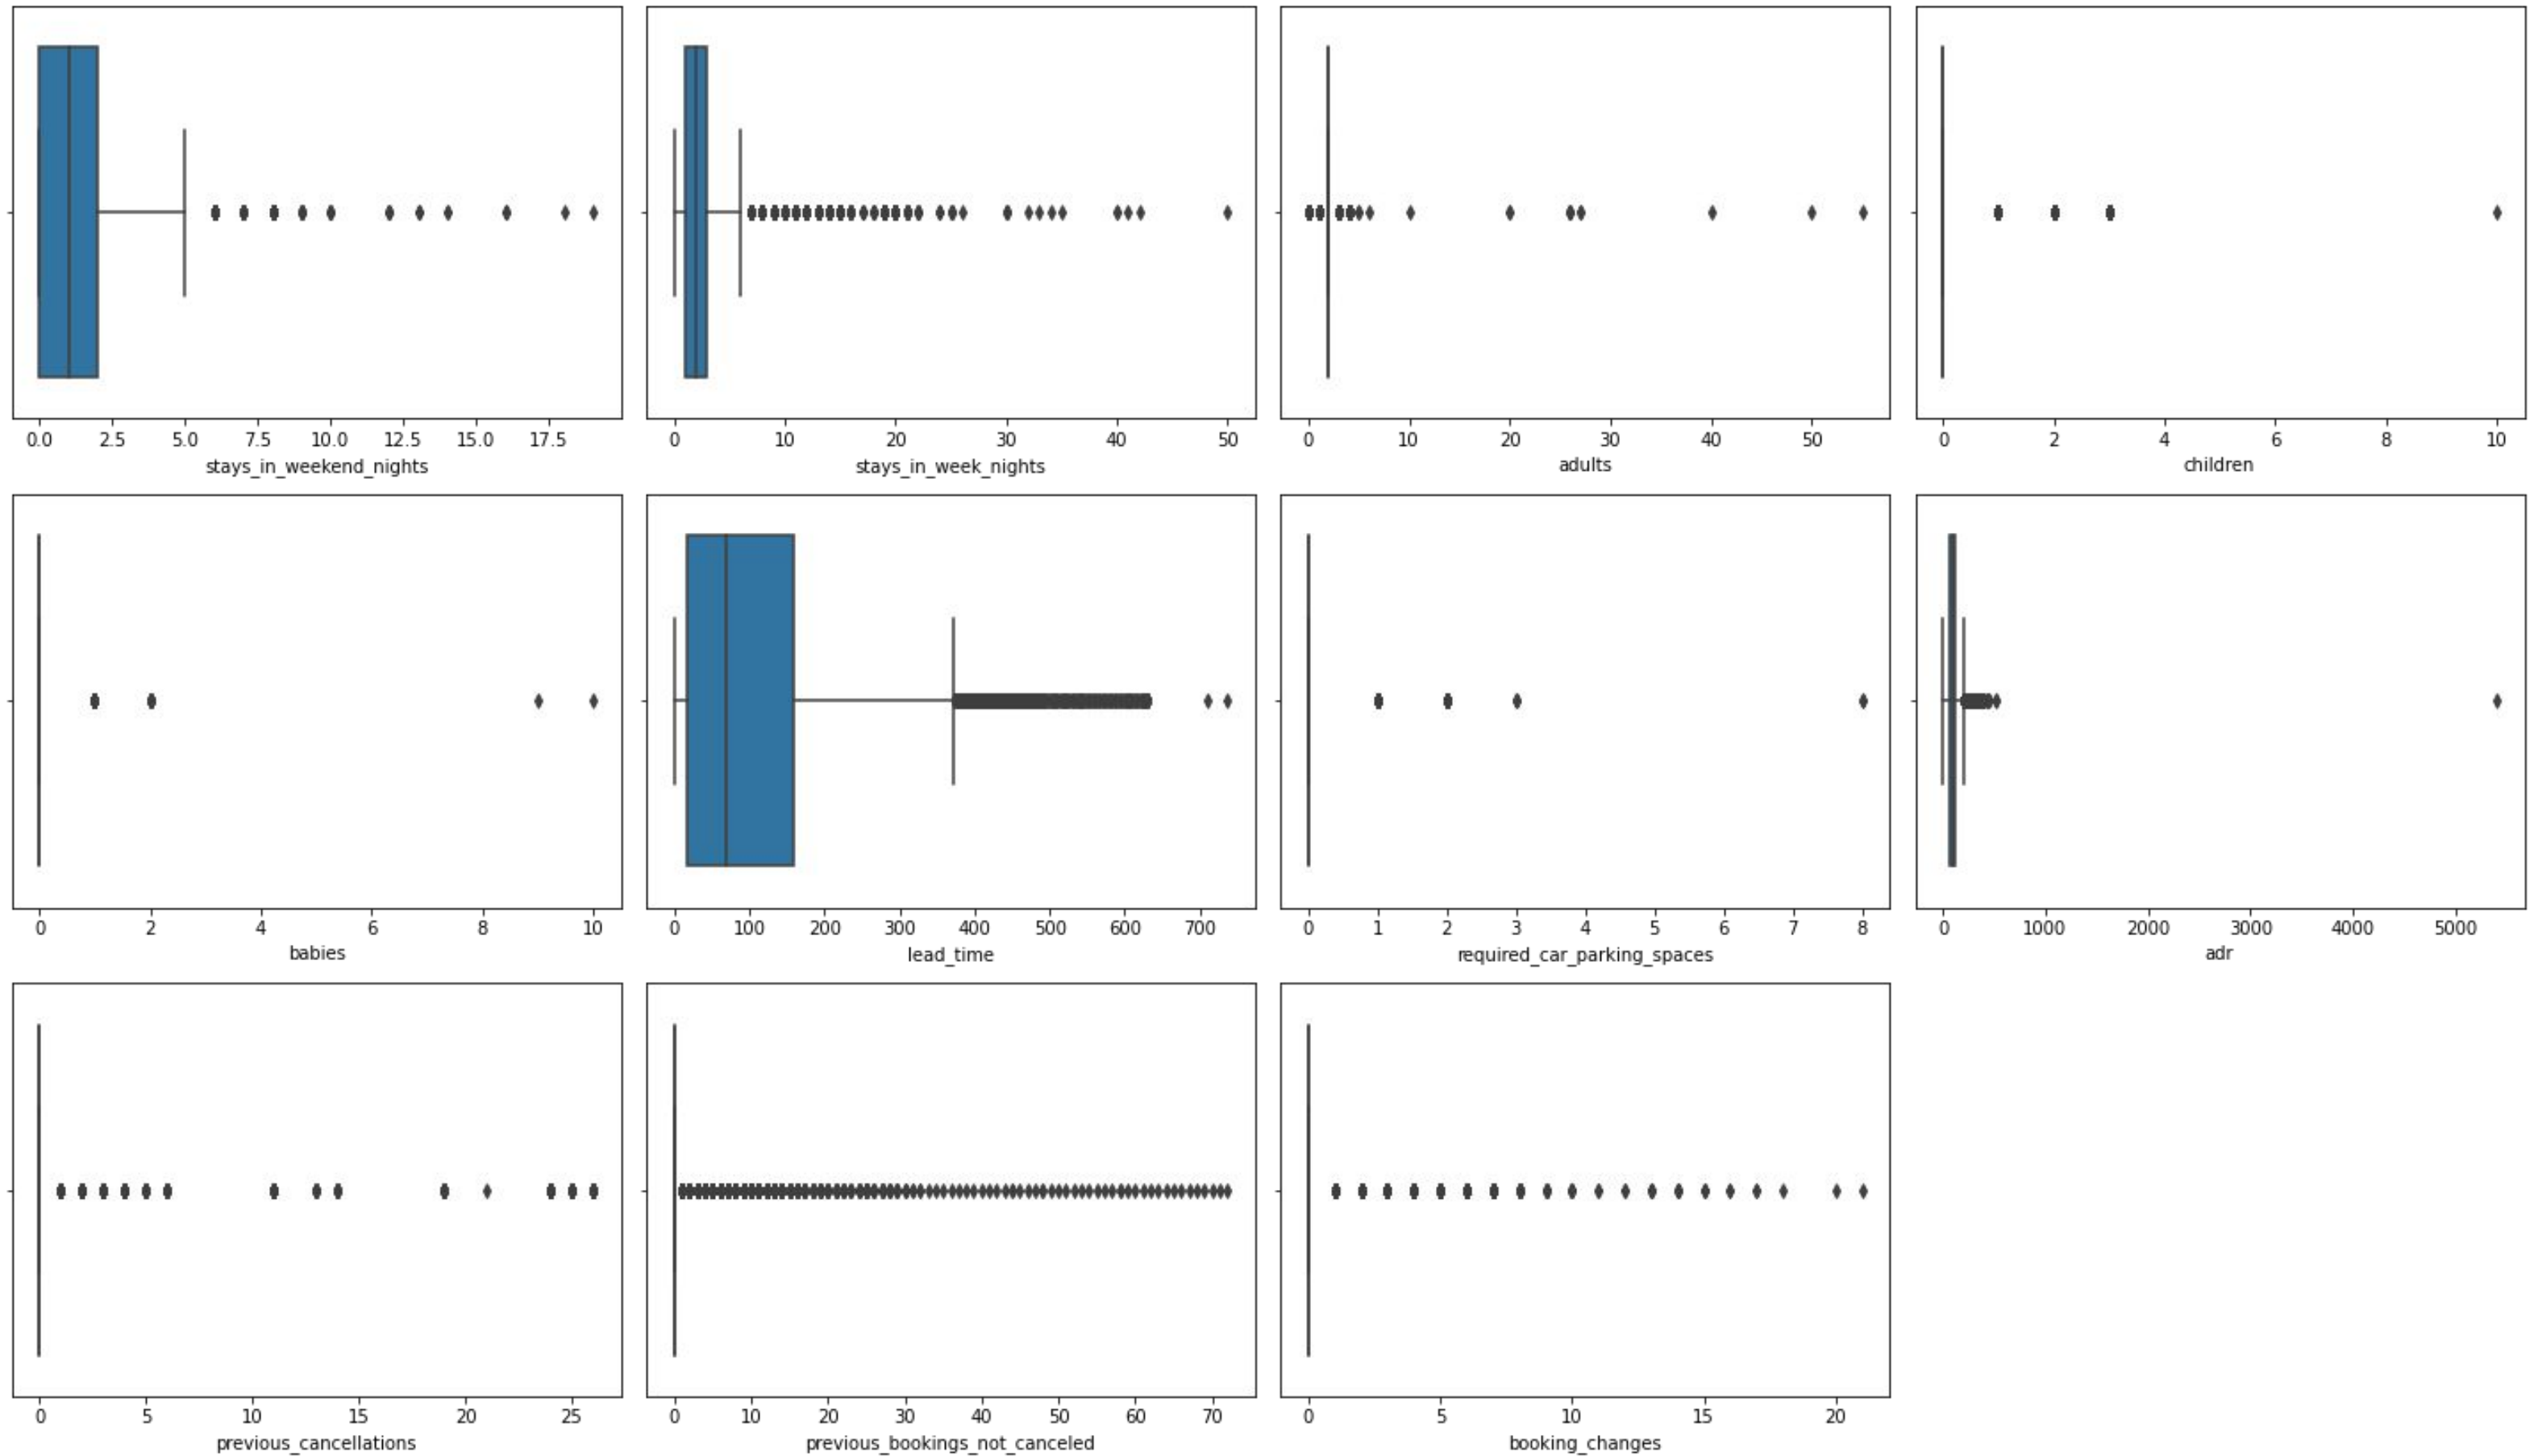 0.0 2.5 5.0 7.5 10.0 12.5 15.0 17.5
stays_in_weekend_nights
0 10 20 30 40 50
stays_in_week_nights
0 10 20 30 40 50
adults
0 2 4 6 8 10
children
0 2 4 6 8 10
babies
0 100 200 300 400 500 600 700
lead_time
0 1 2 3 4 5 6 7 8
required_car_parking_spaces
0 1000 2000 3000 4000 5000
adr
0 5 10 15 20 25
previous_cancellations
0 10 20 30 40 50 60 70
previous_bookings_not_canceled
0 5 10 15 20
booking_changes